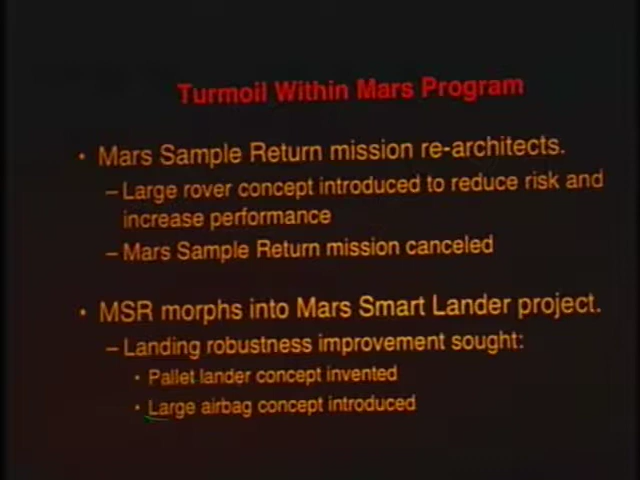 Turmoil Within Mars Program
• Mars Sample Return mission re-architects.
– Large rover concept introduced to reduce risk and
increase performance
– Mars Sample Return mission canceled
• MSR morphs into Mars Smart Lander project.
– Landing robustness improvement sought:
• Pallet lander concept invented
• Large airbag concept introduced